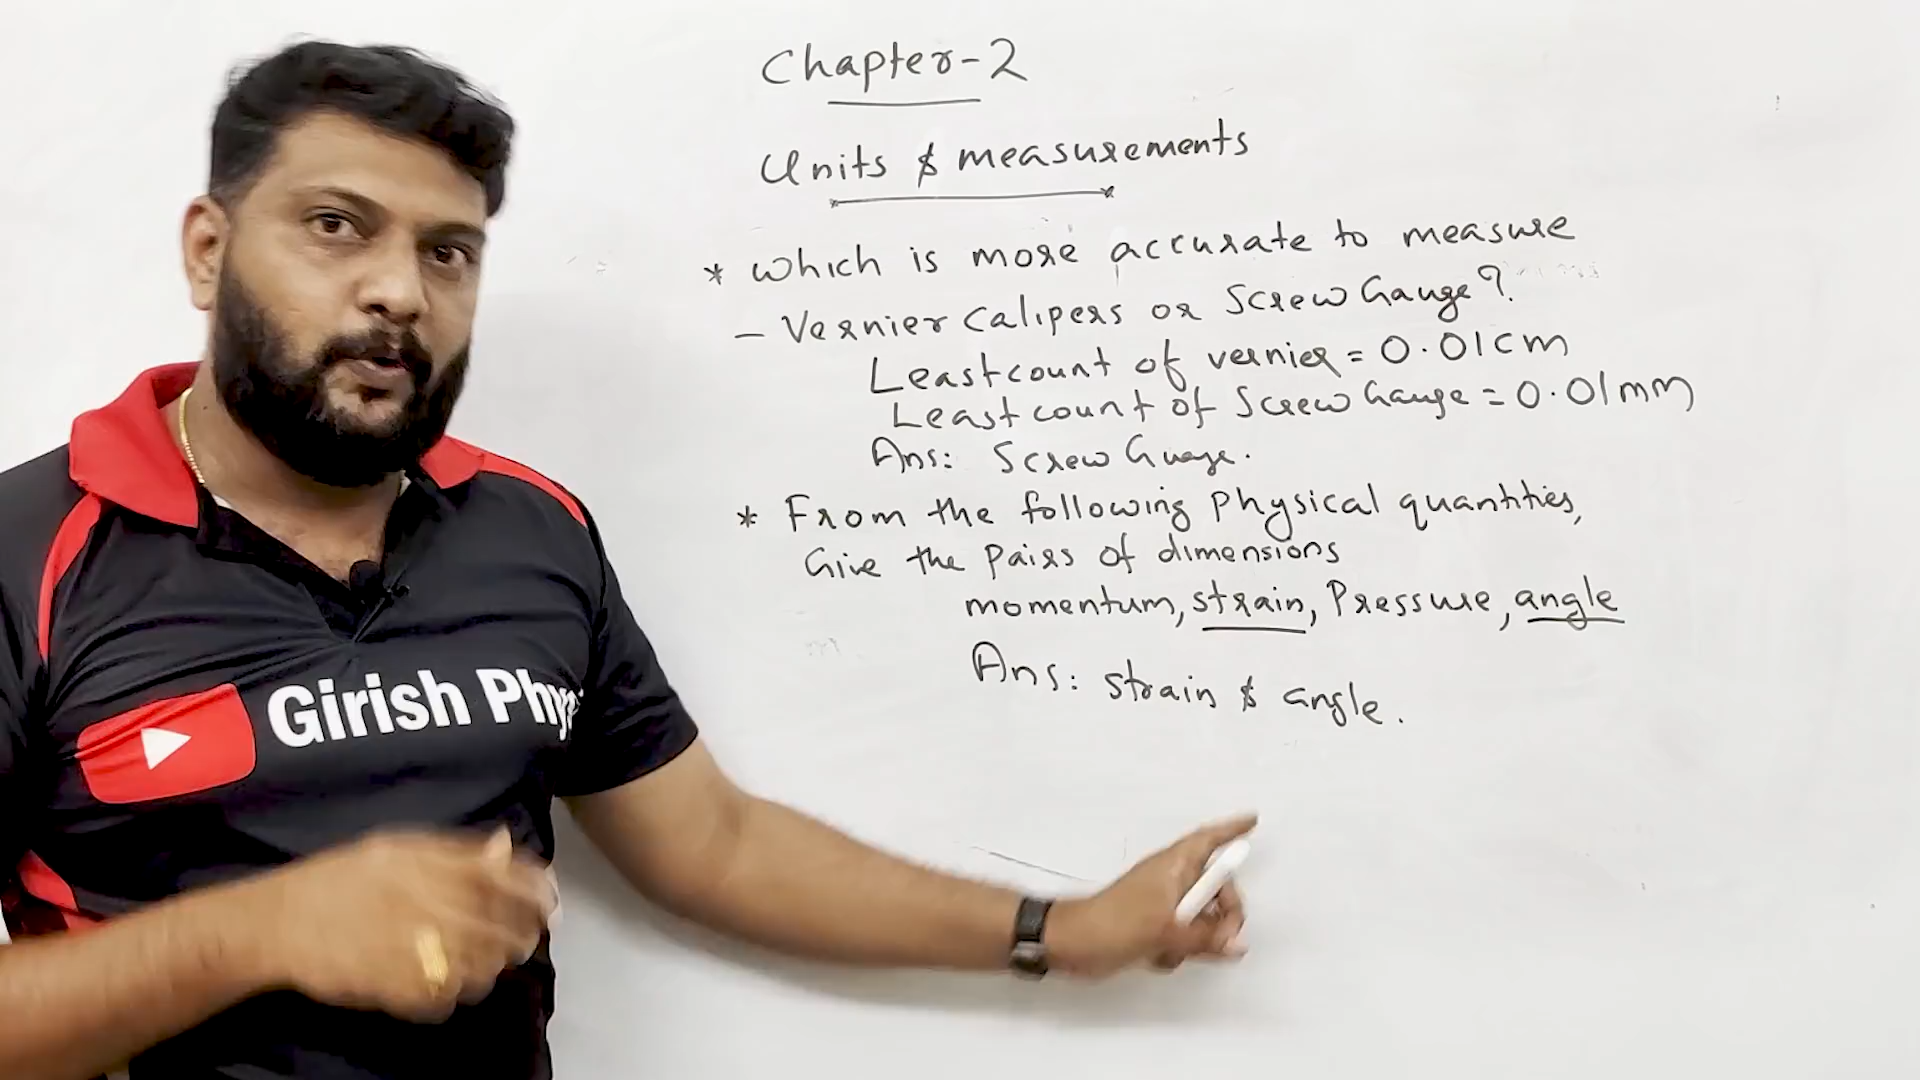 Chapter-2
Units & measurements
* which is more accurate to measure
- Vernier calipers or Screw Gauge?
Least count of vernier = 0.01cm
Least count of Screw Gauge = 0.01mm
Ans: Screw Guage.
* From the following physical quantities,
Give the pairs of dimensions
momentum, strain, Pressure, angle
Ans: strain & angle.
Girish Phy